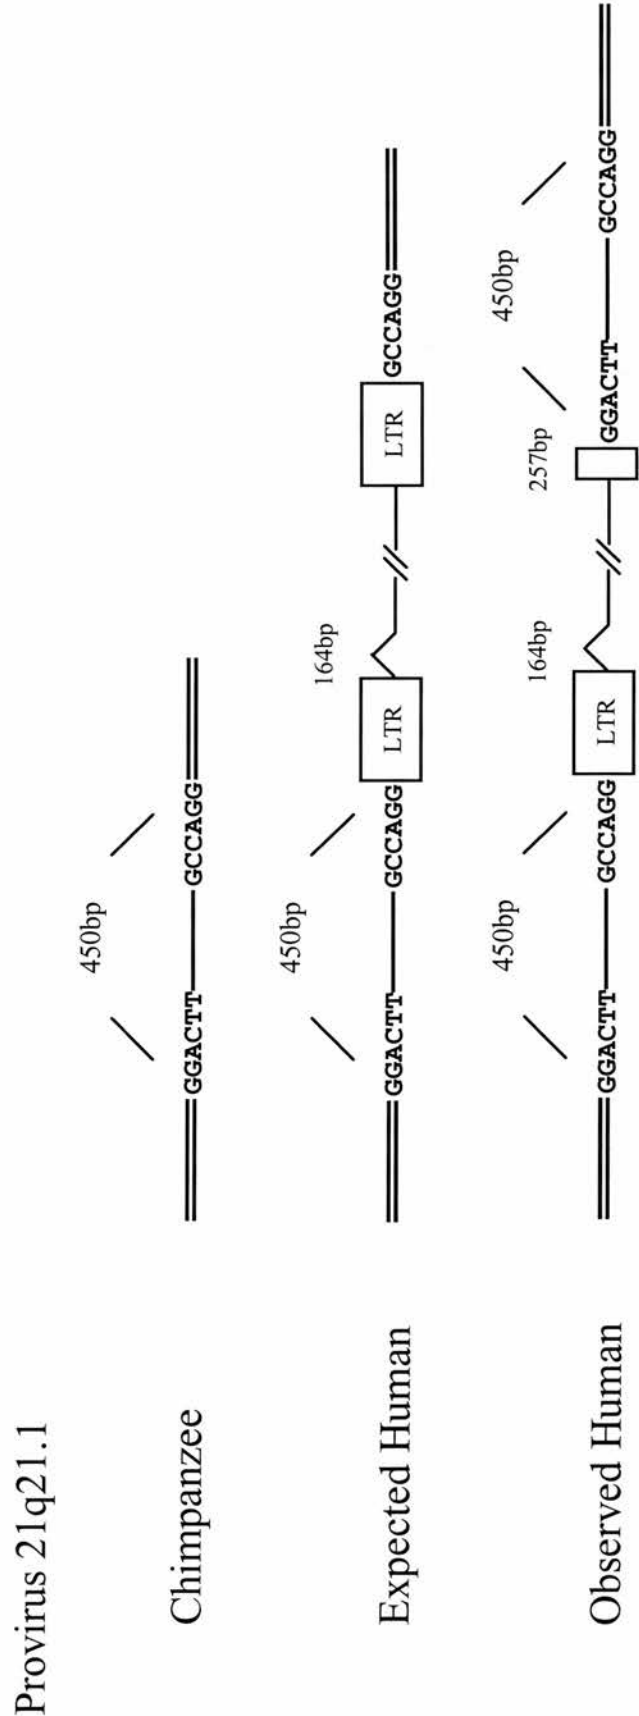 Provirus 21q21.1
450bp
Chimpanzee GGACTT GCCAGG
450bp 164bp
Expected Human GGACTT GCCAGG LTR LTR GCCAGG
450bp 164bp 257bp 450bp
Observed Human GGACTT GCCAGG LTR GGACTT GCCAGG